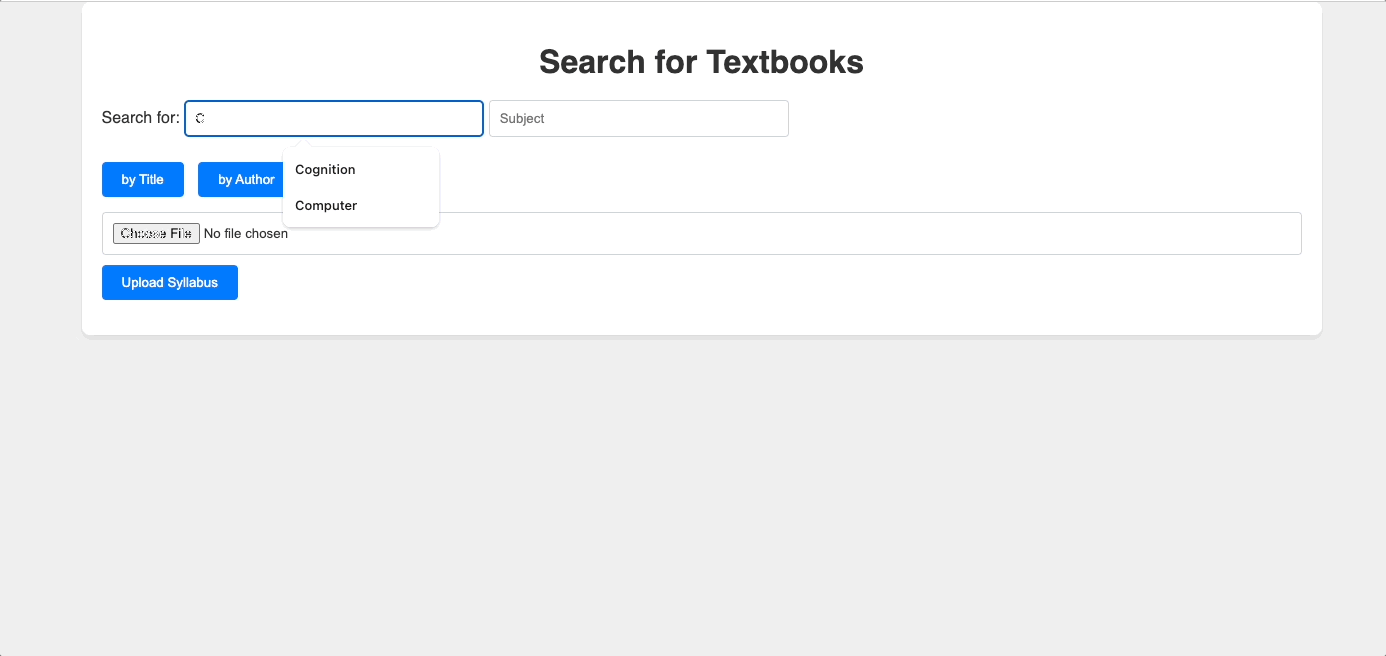 Search for Textbooks
Search for: C Subject
Cognition
Computer
by Title by Author
Choose File No file chosen
Upload Syllabus